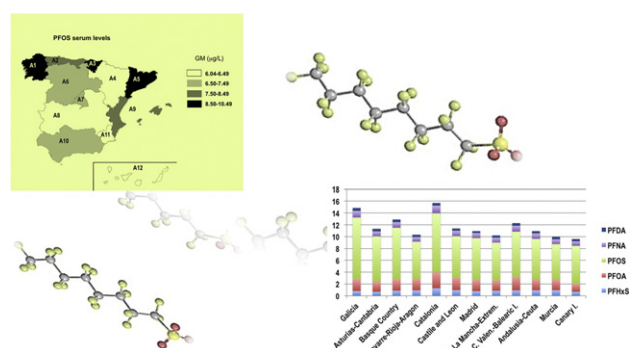 PFOS serum levels
GM (µg/L)
6.04-6.49
6.50-7.49
7.50-8.49
8.50-10.49
A1
A2
A3
A4
A5
A6
A7
A8
A9
A10
A11
A12
18
16
14
12
10
8
6
4
2
0
PFDA
PFNA
PFOS
PFOA
PFHxS
Galicia
Asturias-Cantabria
Basque Country
avarre-Rioja-Aragon
Catalonia
Castile and Leon
Madrid
La Mancha-Extrem.
C. Valen.-Balearic I.
Andalusia-Ceuta
Murcia
Canary I.